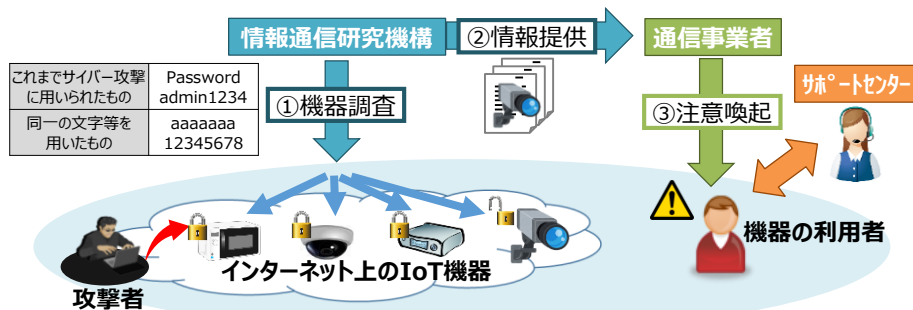 情報通信研究機構
②情報提供
通信事業者
これまでサイバー攻撃
に用いられたもの
Password
admin1234
同一の文字等を
用いたもの
aaaaaaa
12345678
①機器調査
③注意喚起
サポートセンター
機器の利用者
インターネット上のIoT機器
攻撃者